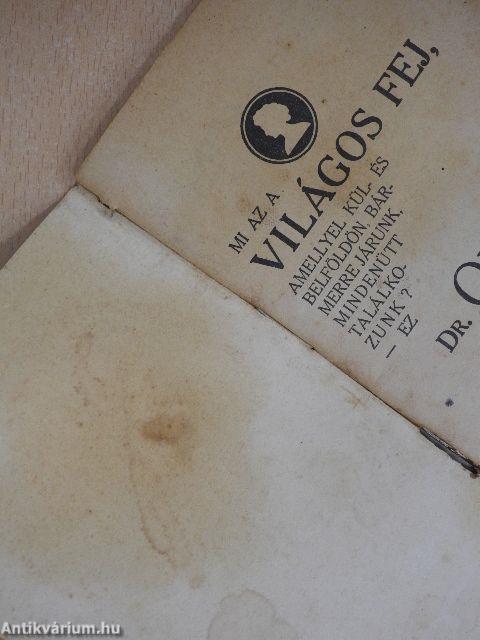 MI AZ A
VILÁGOS FEJ,
AMELLYEL KÜL- ÉS
BELFÖLDÖN BÁR-
MERRE JÁRUNK,
MINDENÜTT
TALÁLKO-
ZUNK?
— EZ
DR.
Antikvárium.hu